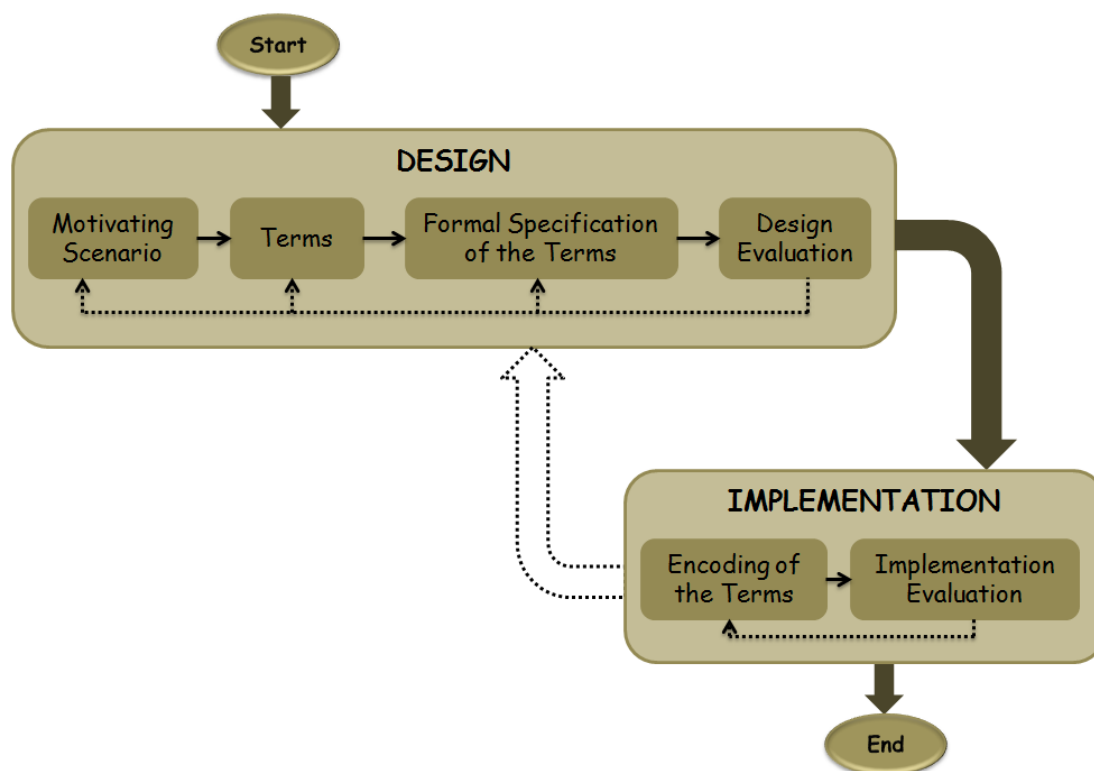 Start
DESIGN
Motivating
Scenario
Terms
Formal Specification
of the Terms
Design
Evaluation
IMPLEMENTATION
Encoding of
the Terms
Implementation
Evaluation
End